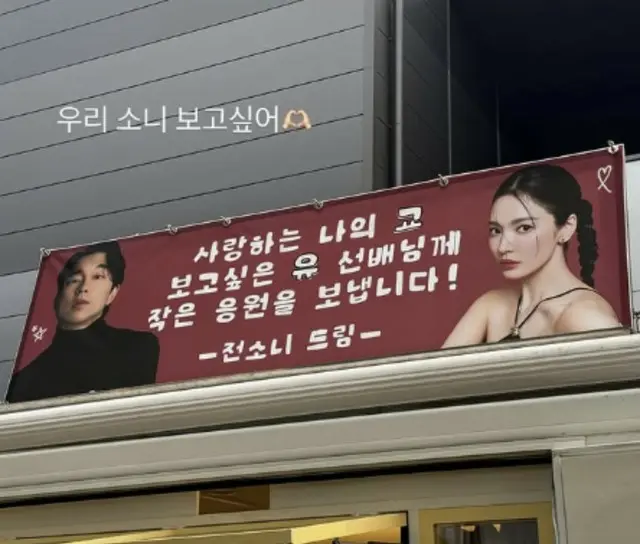 우리 소니 보고싶어🫶🏻
사랑하는 나의 교
보고싶은 유 선배님께
작은 응원을 보냅니다!
-전소니 드림-